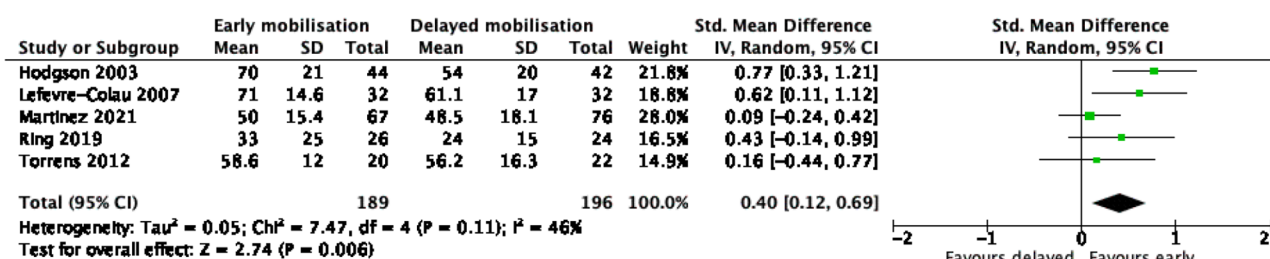 Early mobilisation Delayed mobilisation Std. Mean Difference Std. Mean Difference
Study or Subgroup Mean SD Total Mean SD Total Weight IV, Random, 95% CI IV, Random, 95% CI
Hodgson 2003 70 21 44 54 20 42 21.8% 0.77 [0.33, 1.21]
Lefevre-Colau 2007 71 14.6 32 61.1 17 32 18.8% 0.62 [0.11, 1.12]
Martinez 2021 50 15.4 67 48.5 18.1 76 28.0% 0.09 [-0.24, 0.42]
Ring 2019 33 25 26 24 15 24 16.5% 0.43 [-0.14, 0.99]
Torrens 2012 58.6 12 20 56.2 16.3 22 14.9% 0.16 [-0.44, 0.77]
Total (95% CI) 189 196 100.0% 0.40 [0.12, 0.69]
Heterogeneity: Tau² = 0.05; Chi² = 7.47, df = 4 (P = 0.11); I² = 46%
Test for overall effect: Z = 2.74 (P = 0.006)
-2 -1 0 1 2
Favours delayed Favours early